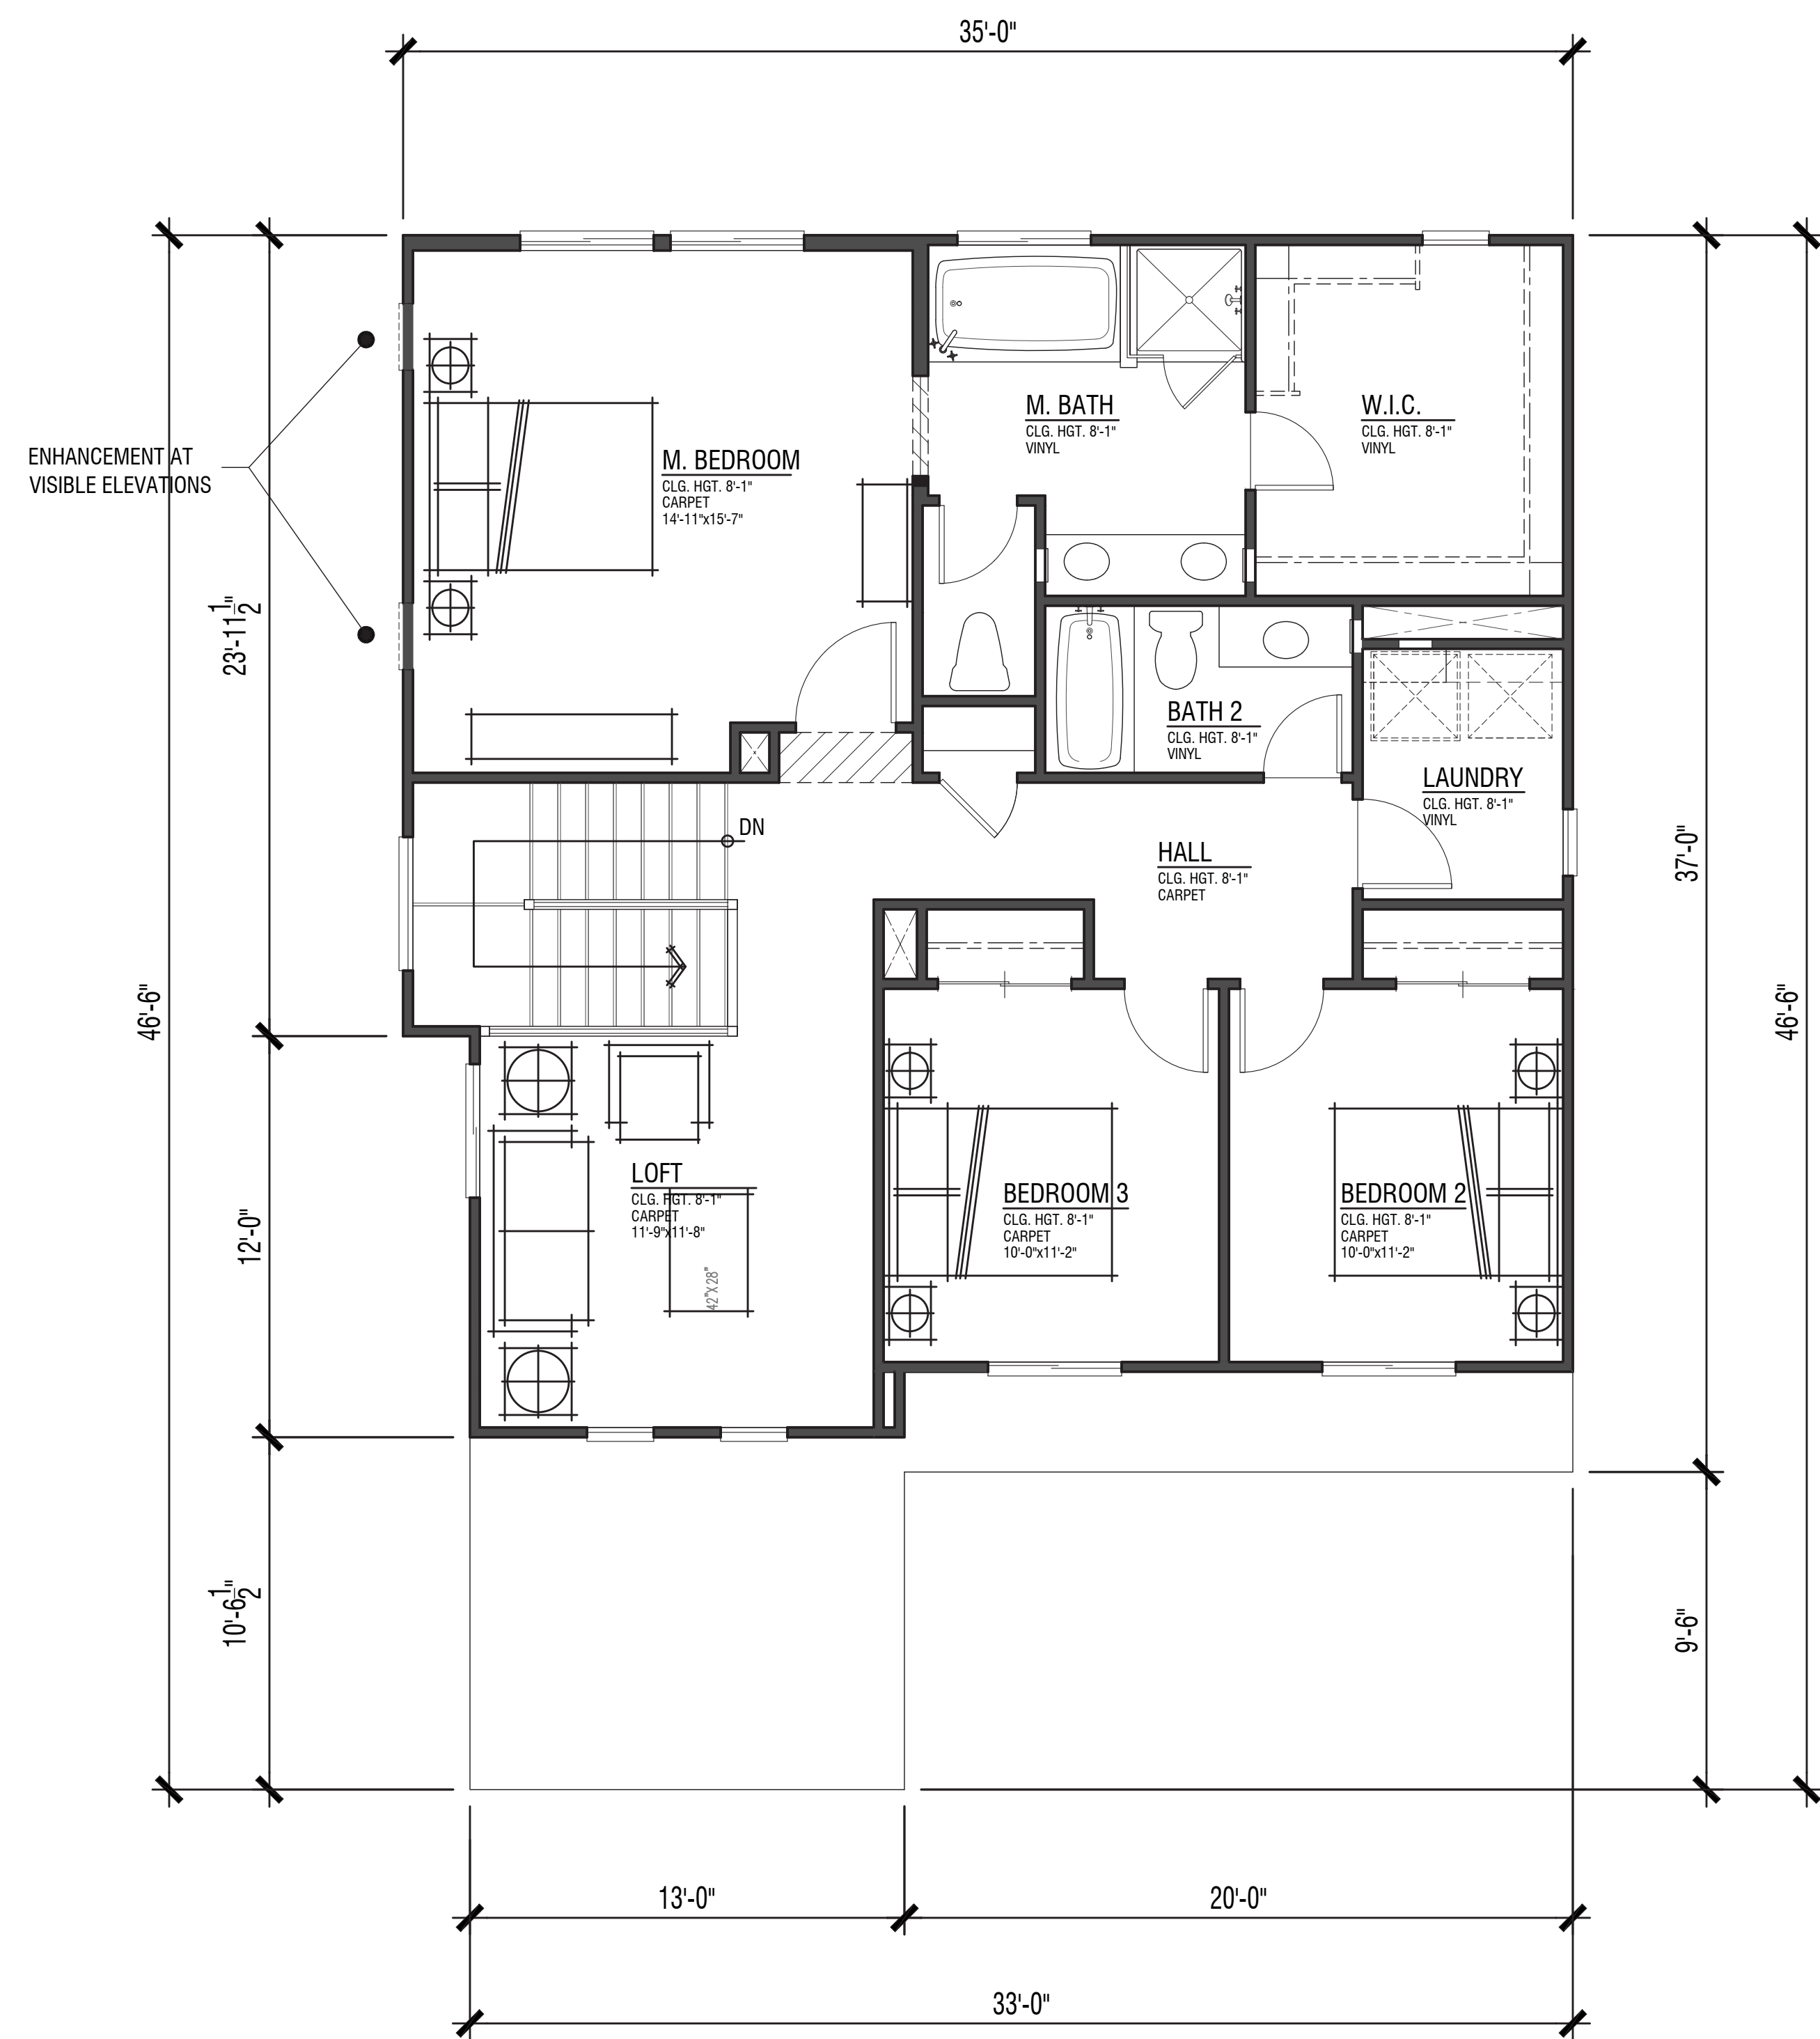 35'-0"
ENHANCEMENT AT
VISIBLE ELEVATIONS
M. BEDROOM
CLG. HGT. 8'-1"
CARPET
14'-11"x15'-7"
M. BATH
CLG. HGT. 8'-1"
VINYL
W.I.C.
CLG. HGT. 8'-1"
VINYL
23'-11 1/2"
BATH 2
CLG. HGT. 8'-1"
VINYL
LAUNDRY
CLG. HGT. 8'-1"
VINYL
DN
HALL
CLG. HGT. 8'-1"
CARPET
37'-0"
46'-6"
46'-6"
LOFT
CLG. HGT. 8'-1"
CARPET
11'-9"x11'-8"
42"X 28"
BEDROOM 3
CLG. HGT. 8'-1"
CARPET
10'-0"x11'-2"
BEDROOM 2
CLG. HGT. 8'-1"
CARPET
10'-0"x11'-2"
12'-0"
10'-6 1/2"
9'-6"
13'-0"
20'-0"
33'-0"